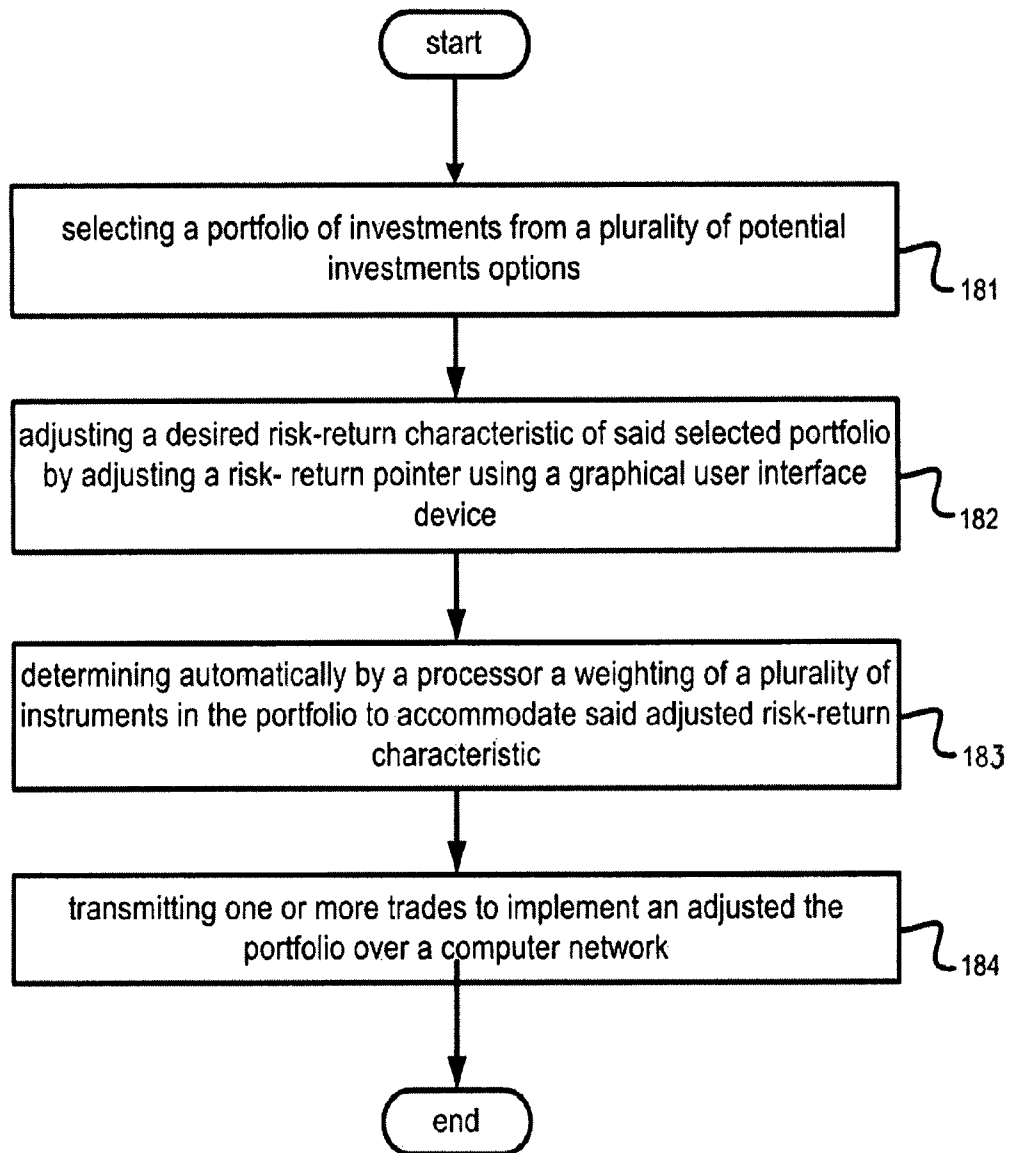 start
selecting a portfolio of investments from a plurality of potential
investments options
181
adjusting a desired risk-return characteristic of said selected portfolio
by adjusting a risk- return pointer using a graphical user interface
device
182
determining automatically by a processor a weighting of a plurality of
instruments in the portfolio to accommodate said adjusted risk-return
characteristic
183
transmitting one or more trades to implement an adjusted the
portfolio over a computer network
184
end